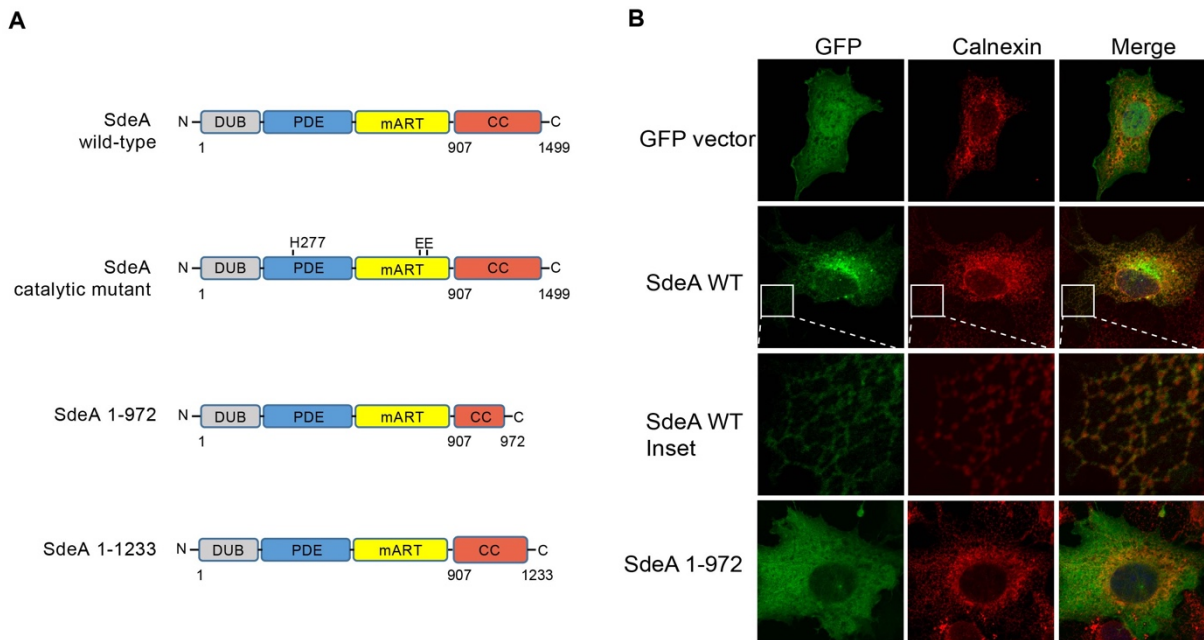 A
SdeA
wild-type
N DUB PDE mART CC C
1 907 1499
SdeA
catalytic mutant
H277 EE
N DUB PDE mART CC C
1 907 1499
SdeA 1-972
N DUB PDE mART CC C
1 907 972
SdeA 1-1233
N DUB PDE mART CC C
1 907 1233
B
GFP Calnexin Merge
GFP vector
SdeA WT
SdeA WT
Inset
SdeA 1-972